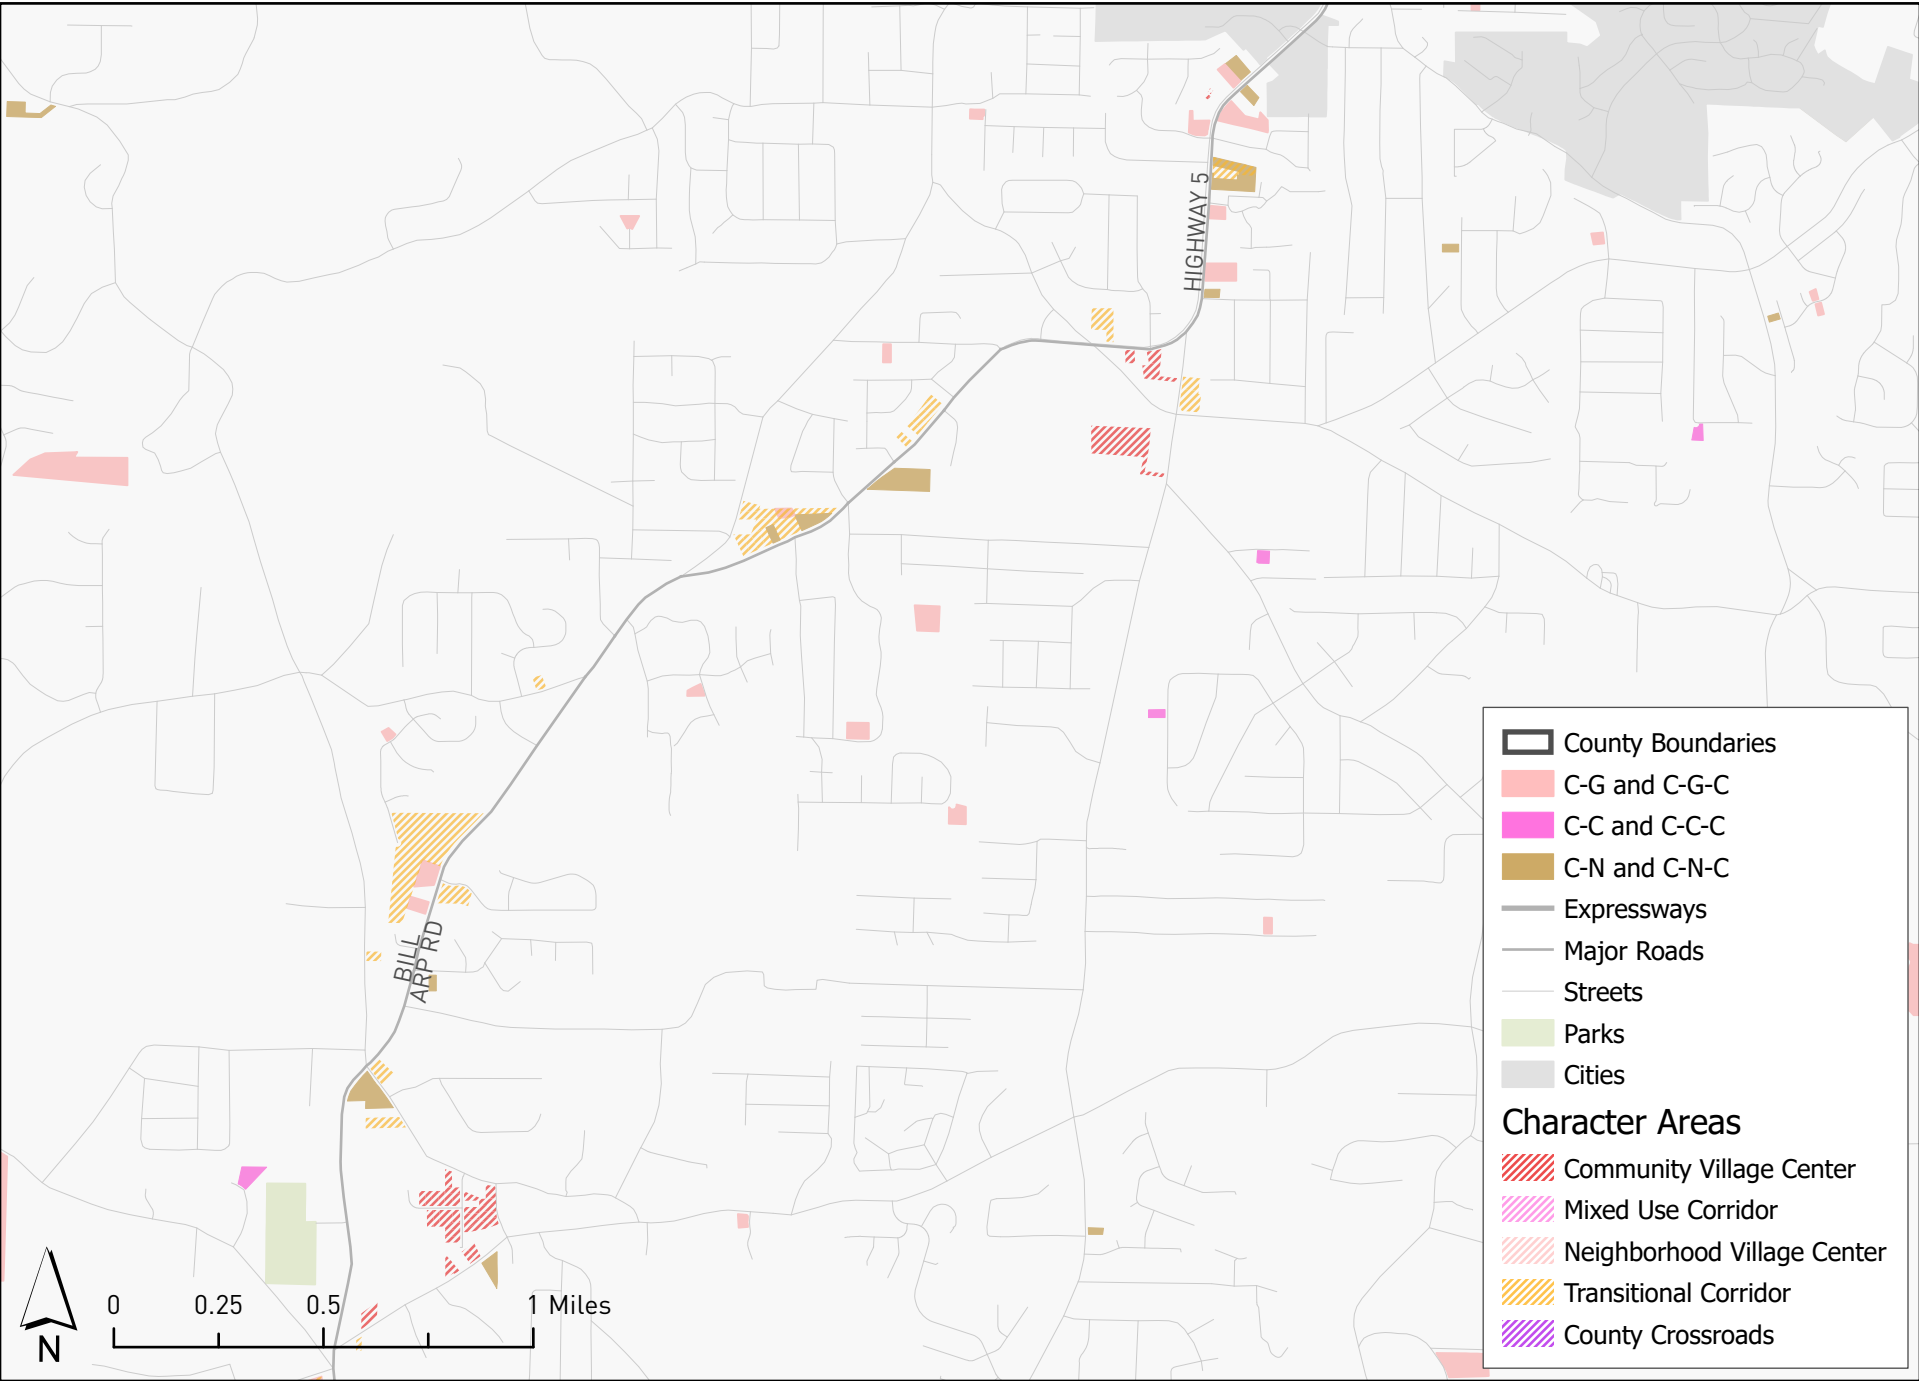 HIGHWAY 5
BILL
ARP RD
County Boundaries
C-G and C-G-C
C-C and C-C-C
C-N and C-N-C
Expressways
Major Roads
Streets
Parks
Cities
Character Areas
Community Village Center
Mixed Use Corridor
Neighborhood Village Center
Transitional Corridor
County Crossroads
0 0.25 0.5 1 Miles
N